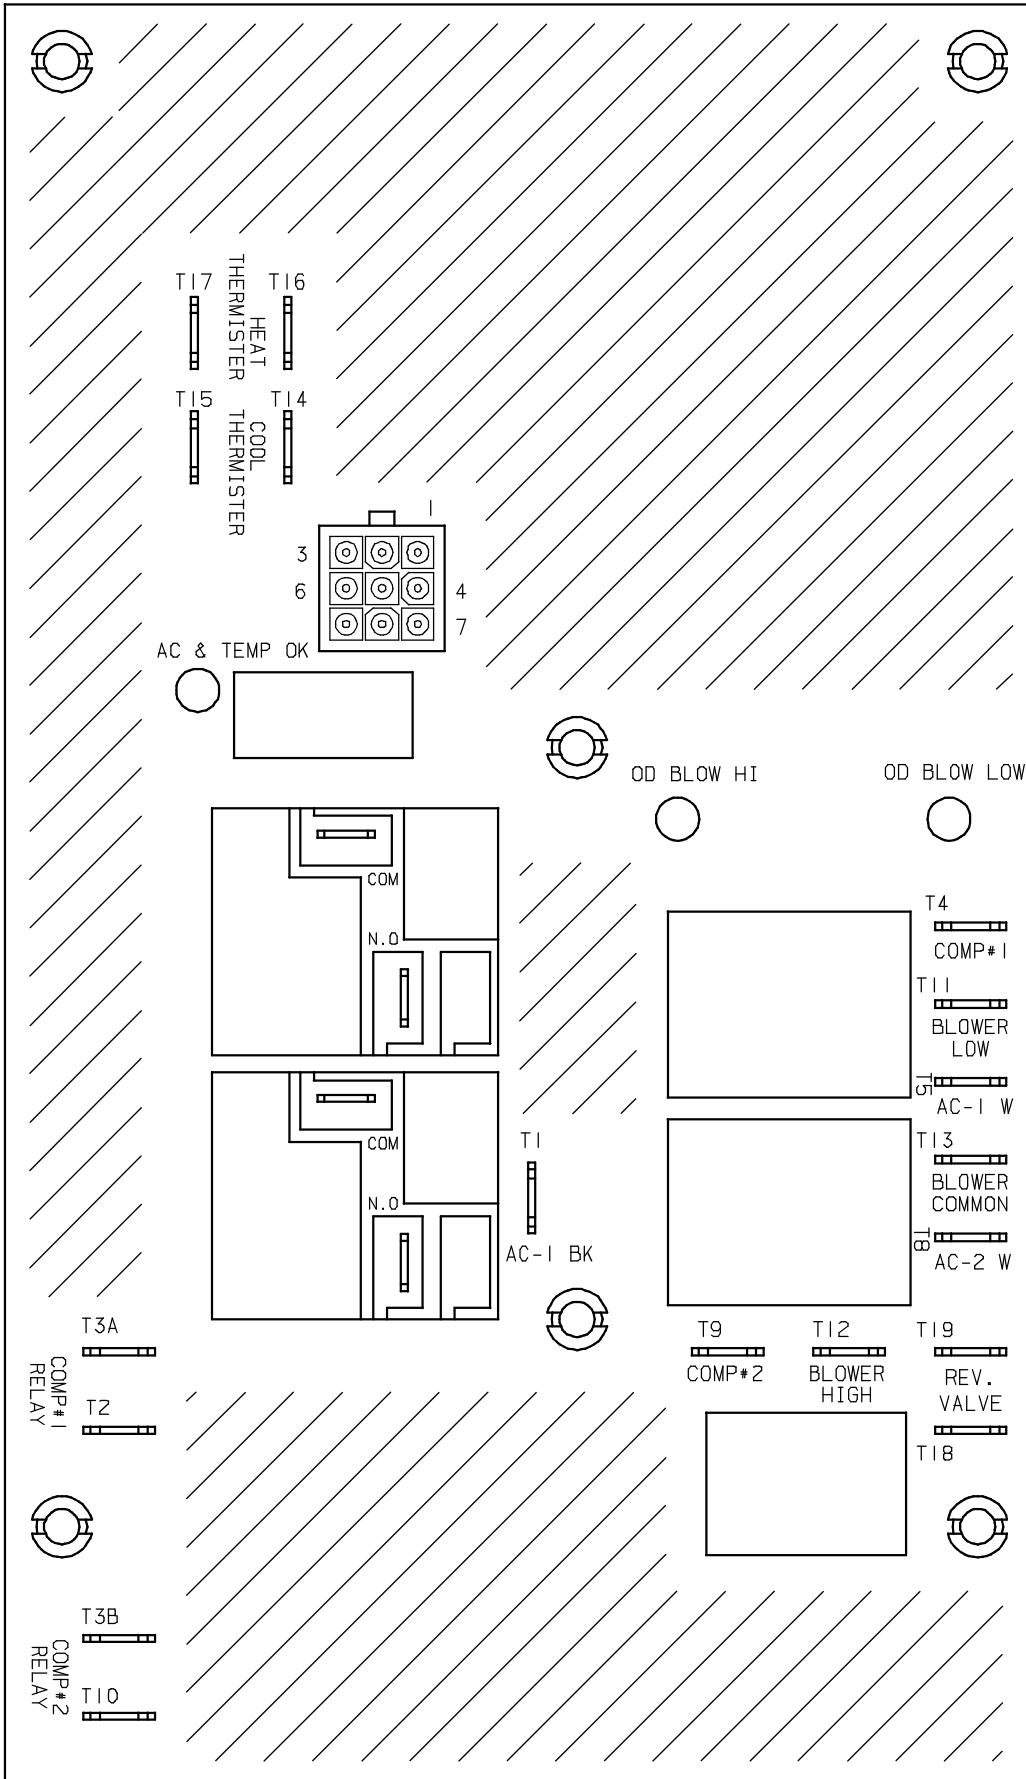 T17
THERMISTER
HEAT
T16
T15
THERMISTER
COOL
T14
1
3
6
4
7
AC & TEMP OK
OD BLOW HI
OD BLOW LOW
COM
N.O
T4
COMP#1
T11
BLOWER
LOW
T5
AC-1 W
COM
N.O
T1
AC-1 BK
T13
BLOWER
COMMON
T8
AC-2 W
T3A
COMP#1
RELAY
T2
T9
COMP#2
T12
BLOWER
HIGH
T19
REV.
VALVE
T18
T3B
COMP#2
RELAY
T10